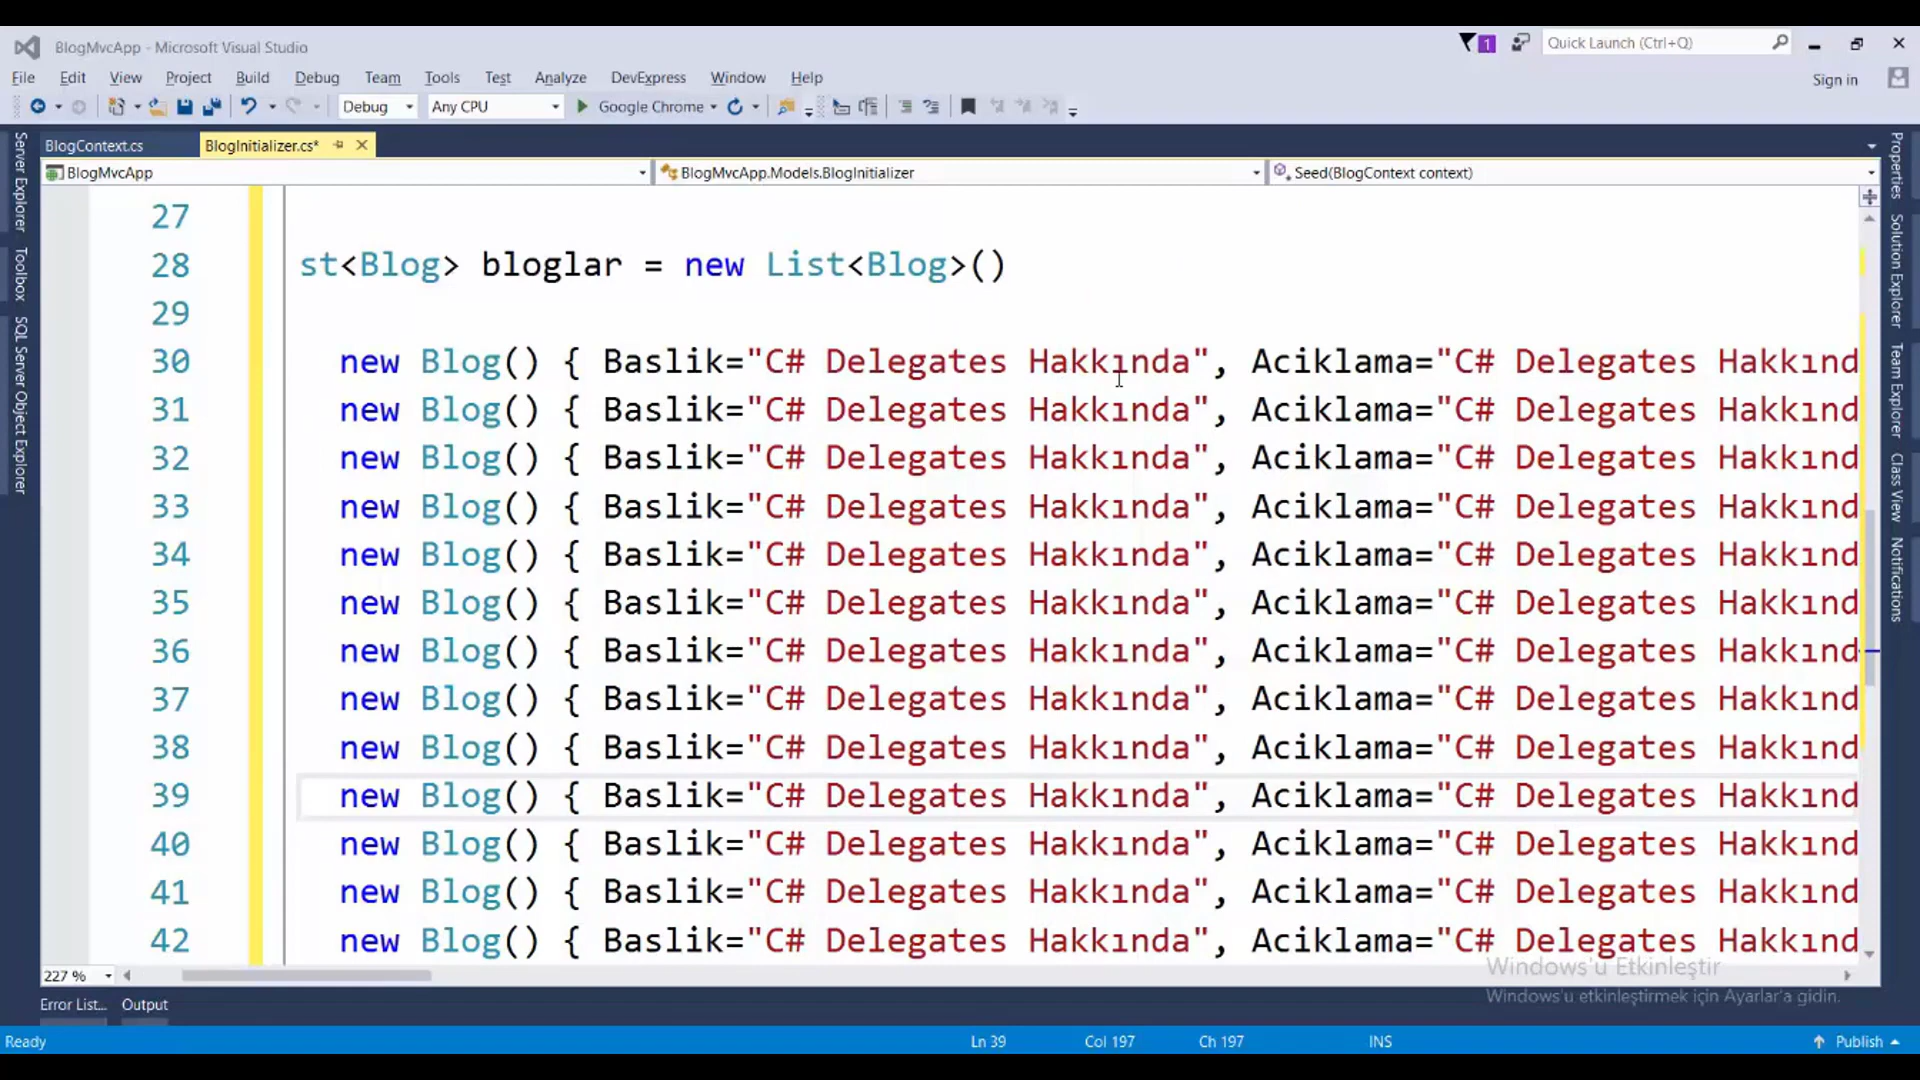 BlogMvcApp - Microsoft Visual Studio
1
Quick Launch (Ctrl+Q)
File Edit View Project Build Debug Team Tools Test Analyze DevExpress Window Help
Sign in
Debug Any CPU Google Chrome
BlogContext.cs BlogInitializer.cs*
BlogMvcApp BlogMvcApp.Models.BlogInitializer Seed(BlogContext context)
Server Explorer
Toolbox
SQL Server Object Explorer
27
28 st<Blog> bloglar = new List<Blog>()
29
30 new Blog() { Baslik="C# Delegates Hakkında", Aciklama="C# Delegates Hakkınd
31 new Blog() { Baslik="C# Delegates Hakkında", Aciklama="C# Delegates Hakkınd
32 new Blog() { Baslik="C# Delegates Hakkında", Aciklama="C# Delegates Hakkınd
33 new Blog() { Baslik="C# Delegates Hakkında", Aciklama="C# Delegates Hakkınd
34 new Blog() { Baslik="C# Delegates Hakkında", Aciklama="C# Delegates Hakkınd
35 new Blog() { Baslik="C# Delegates Hakkında", Aciklama="C# Delegates Hakkınd
36 new Blog() { Baslik="C# Delegates Hakkında", Aciklama="C# Delegates Hakkınd
37 new Blog() { Baslik="C# Delegates Hakkında", Aciklama="C# Delegates Hakkınd
38 new Blog() { Baslik="C# Delegates Hakkında", Aciklama="C# Delegates Hakkınd
39 new Blog() { Baslik="C# Delegates Hakkında", Aciklama="C# Delegates Hakkınd
40 new Blog() { Baslik="C# Delegates Hakkında", Aciklama="C# Delegates Hakkınd
41 new Blog() { Baslik="C# Delegates Hakkında", Aciklama="C# Delegates Hakkınd
42 new Blog() { Baslik="C# Delegates Hakkında", Aciklama="C# Delegates Hakkınd
Properties
Solution Explorer
Team Explorer
Class View
Notifications
Windows'u Etkinleştir
Windows'u etkinleştirmek için Ayarlar'a gidin.
227 %
Error List... Output
Ready Ln 39 Col 197 Ch 197 INS Publish